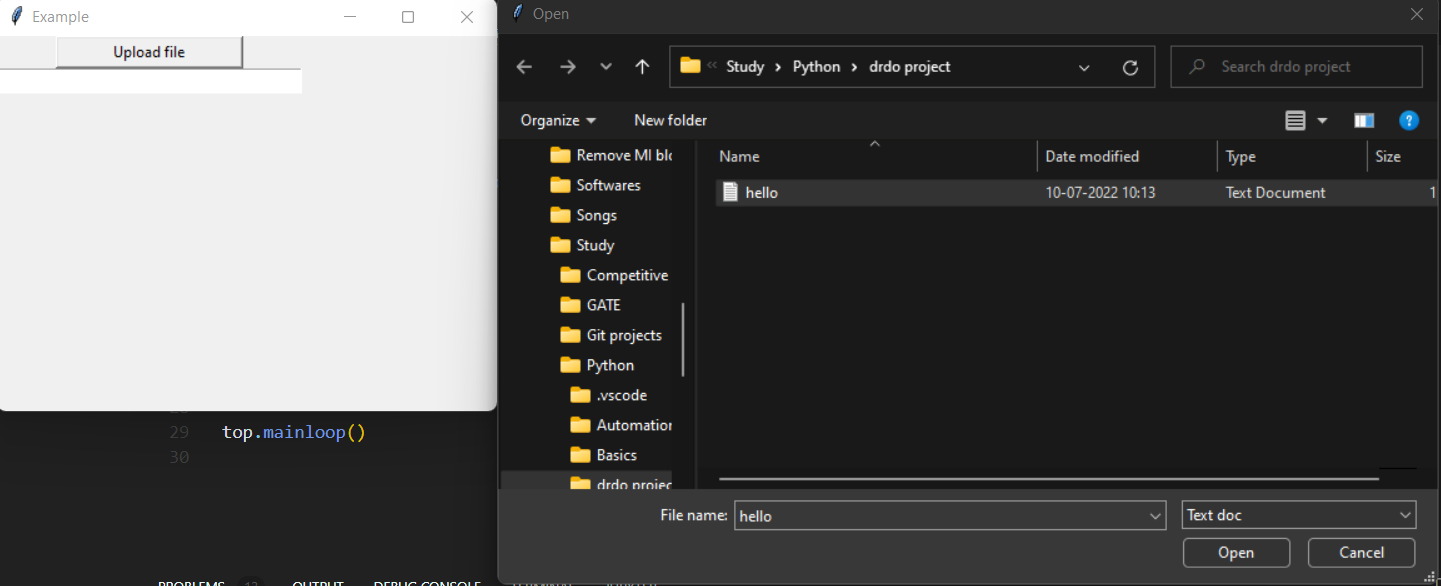 Example
Upload file
29 top.mainloop()
30
Open
Study › Python › drdo project
Search drdo project
Organize New folder
Name Date modified Type Size
hello 10-07-2022 10:13 Text Document 1
Remove MI blo
Softwares
Songs
Study
Competitive
GATE
Git projects
Python
.vscode
Automation
Basics
drdo projec
File name: hello Text doc
Open Cancel
PROBLEMS OUTPUT DEBUG CONSOLE